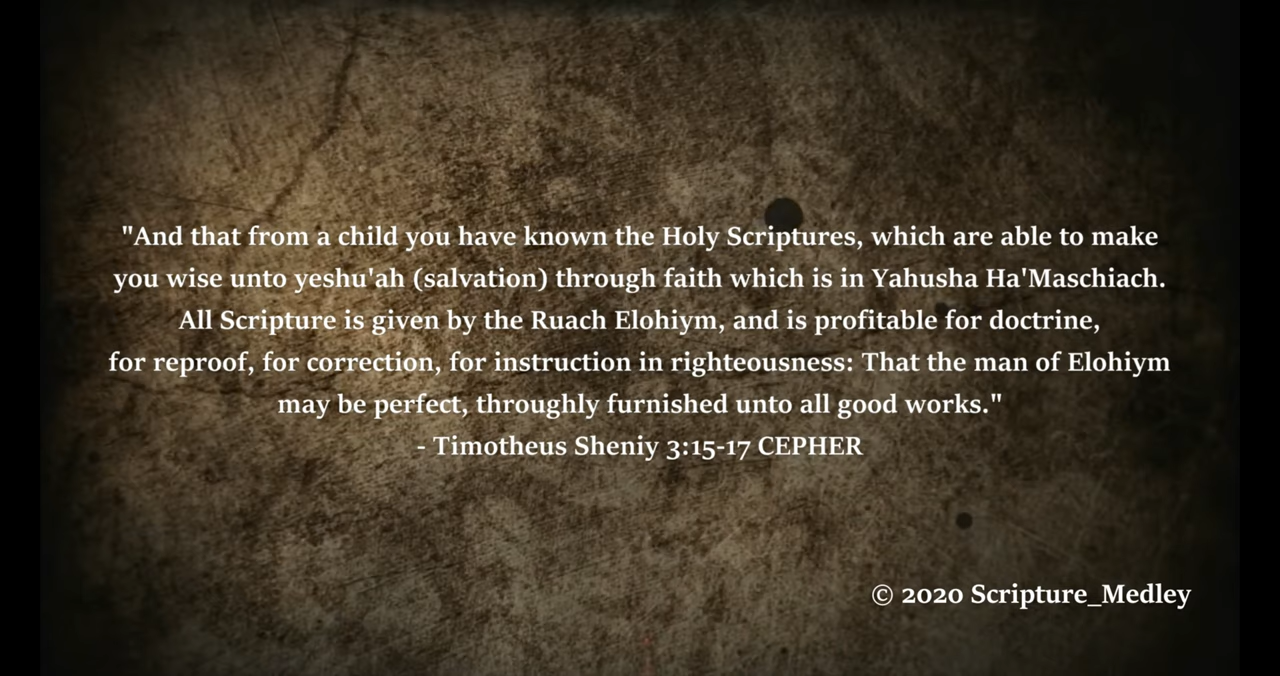 "And that from a child you have known the Holy Scriptures, which are able to make
you wise unto yeshu'ah (salvation) through faith which is in Yahusha Ha'Maschiach.
All Scripture is given by the Ruach Elohiym, and is profitable for doctrine,
for reproof, for correction, for instruction in righteousness: That the man of Elohiym
may be perfect, throughly furnished unto all good works."
- Timotheus Sheniy 3:15-17 CEPHER
© 2020 Scripture_Medley